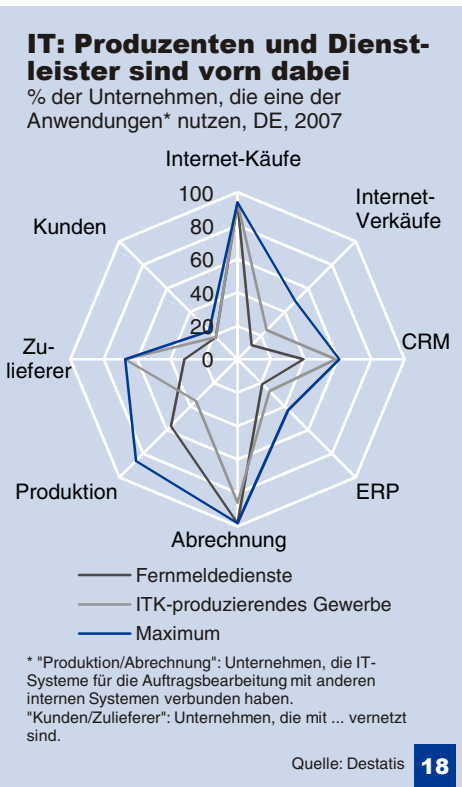 IT: Produzenten und Dienst-
leister sind vorn dabei
% der Unternehmen, die eine der
Anwendungen* nutzen, DE, 2007
Internet-Käufe
Internet-
Verkäufe
CRM
ERP
Abrechnung
Produktion
Zu-
lieferer
Kunden
100
80
60
40
20
0
Fernmeldedienste
ITK-produzierendes Gewerbe
Maximum
* "Produktion/Abrechnung": Unternehmen, die IT-
Systeme für die Auftragsbearbeitung mit anderen
internen Systemen verbunden haben.
"Kunden/Zulieferer": Unternehmen, die mit ... vernetzt
sind.
Quelle: Destatis 18